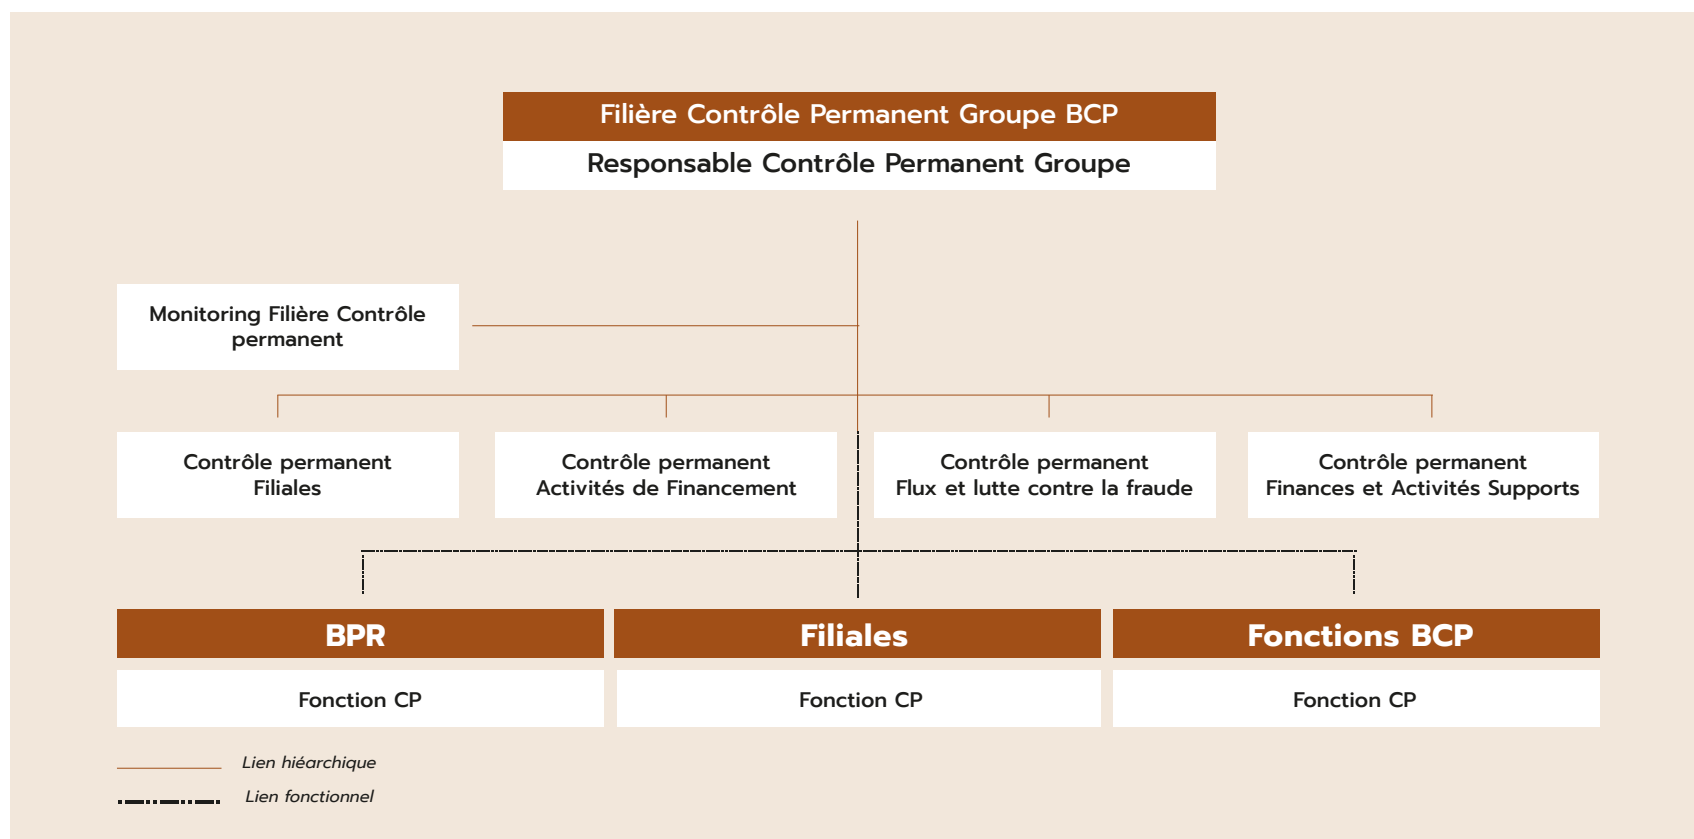 Filière Contrôle Permanent Groupe BCP
Responsable Contrôle Permanent Groupe
Monitoring Filière Contrôle
permanent
Contrôle permanent
Filiales
Contrôle permanent
Activités de Financement
Contrôle permanent
Flux et lutte contre la fraude
Contrôle permanent
Finances et Activités Supports
BPR
Filiales
Fonctions BCP
Fonction CP
Fonction CP
Fonction CP
Lien hiéarchique
Lien fonctionnel